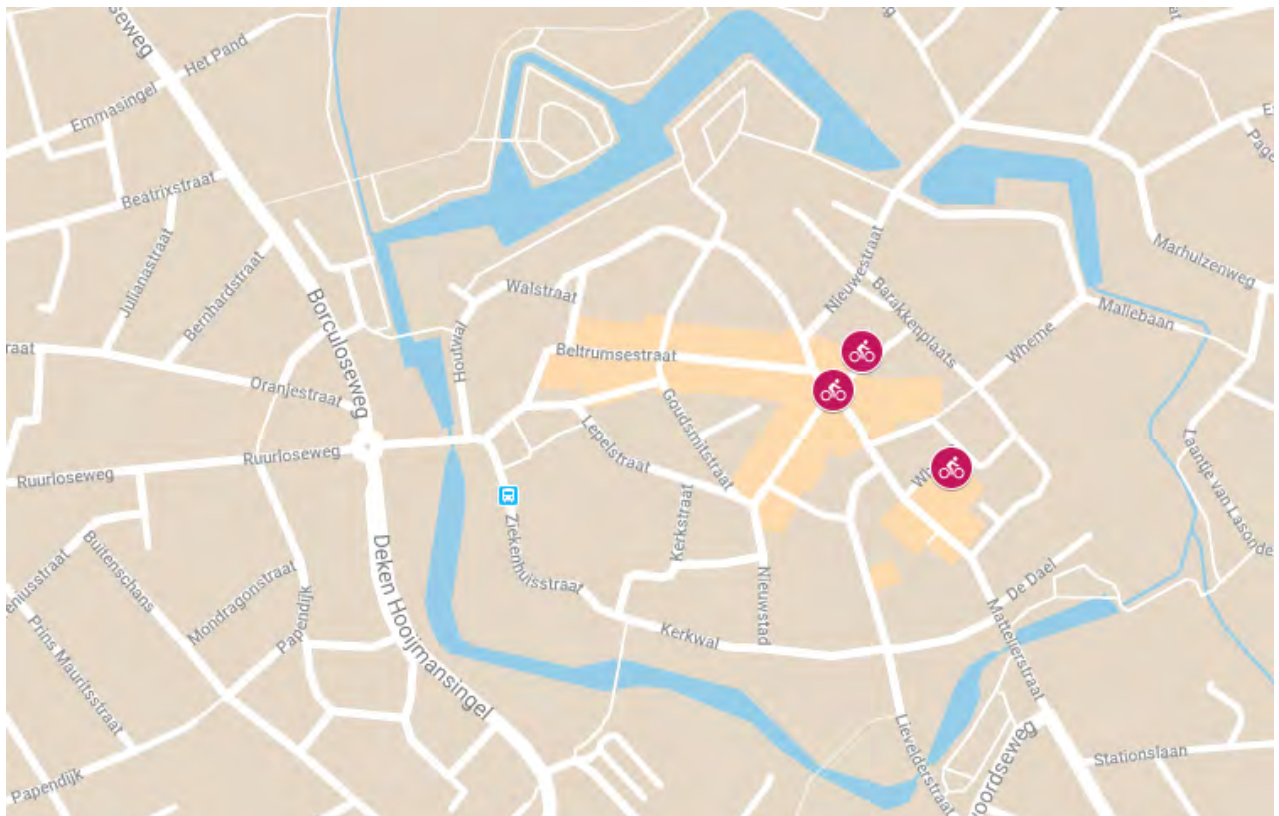 Het Pand
Emmasingel
Beatrixstraat
Julianastraat
Bernhardstraat
Borculoseweg
Oranjestraat
Ruurloseweg
Ruurloseweg
Walstraat
Houtwal
Beltrumsestraat
Nieuwestraat
Barakkenplaats
Wheme
Mallebaan
Marhulzenweg
Goudsmitstraat
Lepelstraat
Kerkstraat
Ziekenhuisstraat
Nieuwstad
Kerkwal
De Dael
Laantje van Lasonde
Buitenschans
Mondragonstraat
Papendijk
Prins Mauritsstraat
Papendijk
Deken Hooijmansingel
Lievelderstraat
Stationslaan